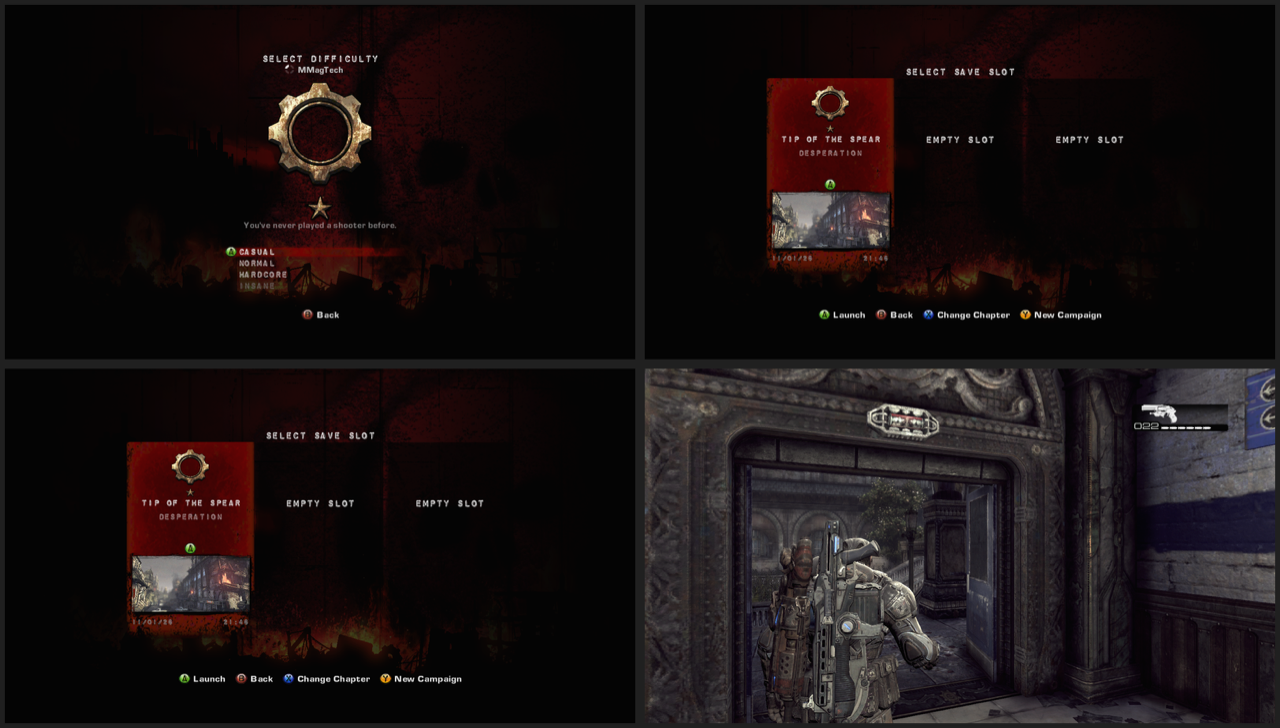 SELECT DIFFICULTY
MMagTech
You've never played a shooter before.
A CASUAL
NORMAL
HARDCORE
INSANE
B Back
SELECT SAVE SLOT
TIP OF THE SPEAR
DESPERATION
EMPTY SLOT
EMPTY SLOT
A
11/01/26
21:46
A Launch
B Back
X Change Chapter
Y New Campaign
SELECT SAVE SLOT
TIP OF THE SPEAR
DESPERATION
EMPTY SLOT
EMPTY SLOT
A
11/01/26
21:46
A Launch
B Back
X Change Chapter
Y New Campaign
022